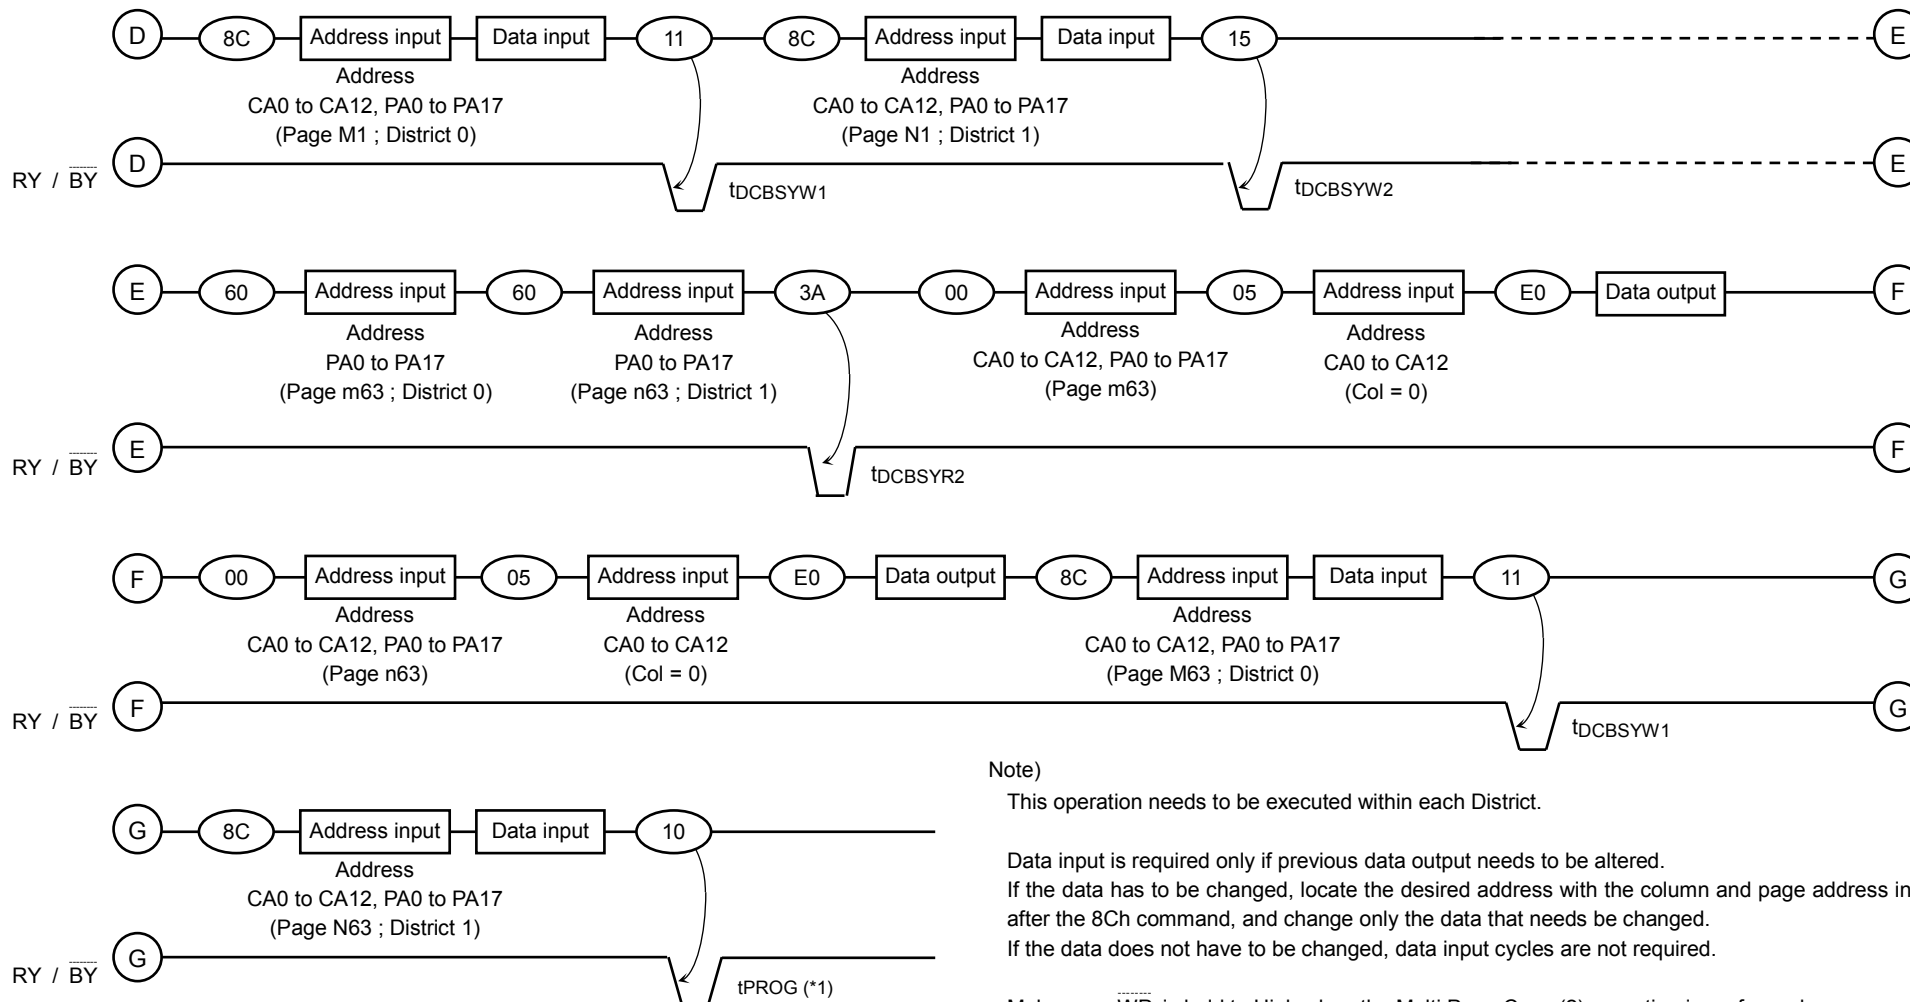 D 8C Address input Data input 11 8C Address input Data input 15 E
Address Address
CA0 to CA12, PA0 to PA17 CA0 to CA12, PA0 to PA17
(Page M1 ; District 0) (Page N1 ; District 1)
RY / BY D E
tDCBSYW1 tDCBSYW2
E 60 Address input 60 Address input 3A 00 Address input 05 Address input E0 Data output F
Address Address Address Address
PA0 to PA17 PA0 to PA17 CA0 to CA12, PA0 to PA17 CA0 to CA12
(Page m63 ; District 0) (Page n63 ; District 1) (Page m63) (Col = 0)
RY / BY E F
tDCBSYR2
F 00 Address input 05 Address input E0 Data output 8C Address input Data input 11 G
Address Address Address
CA0 to CA12, PA0 to PA17 CA0 to CA12 CA0 to CA12, PA0 to PA17
(Page n63) (Col = 0) (Page M63 ; District 0)
RY / BY F G
tDCBSYW1
G 8C Address input Data input 10
Address
CA0 to CA12, PA0 to PA17
(Page N63 ; District 1)
RY / BY G
tPROG (*1)
Note)
This operation needs to be executed within each District.
Data input is required only if previous data output needs to be altered.
If the data has to be changed, locate the desired address with the column and page address in
after the 8Ch command, and change only the data that needs be changed.
If the data does not have to be changed, data input cycles are not required.